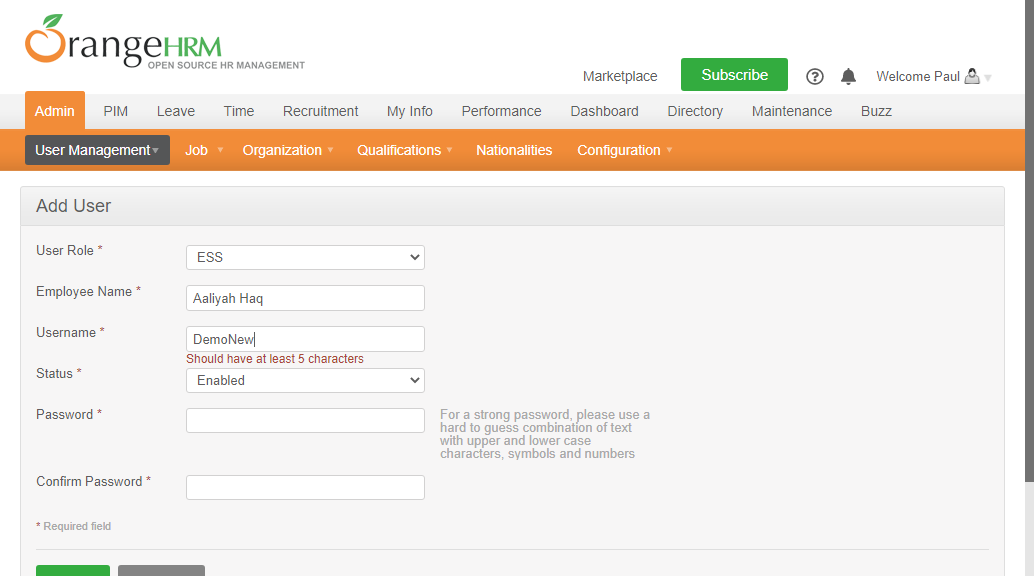 OrangeHRM
OPEN SOURCE HR MANAGEMENT
Marketplace Subscribe ? Welcome Paul
Admin PIM Leave Time Recruitment My Info Performance Dashboard Directory Maintenance Buzz
User Management Job Organization Qualifications Nationalities Configuration
Add User
User Role * ESS
Employee Name * Aaliyah Haq
Username * DemoNew
Should have at least 5 characters
Status * Enabled
Password * For a strong password, please use a
hard to guess combination of text
with upper and lower case
characters, symbols and numbers
Confirm Password *
* Required field